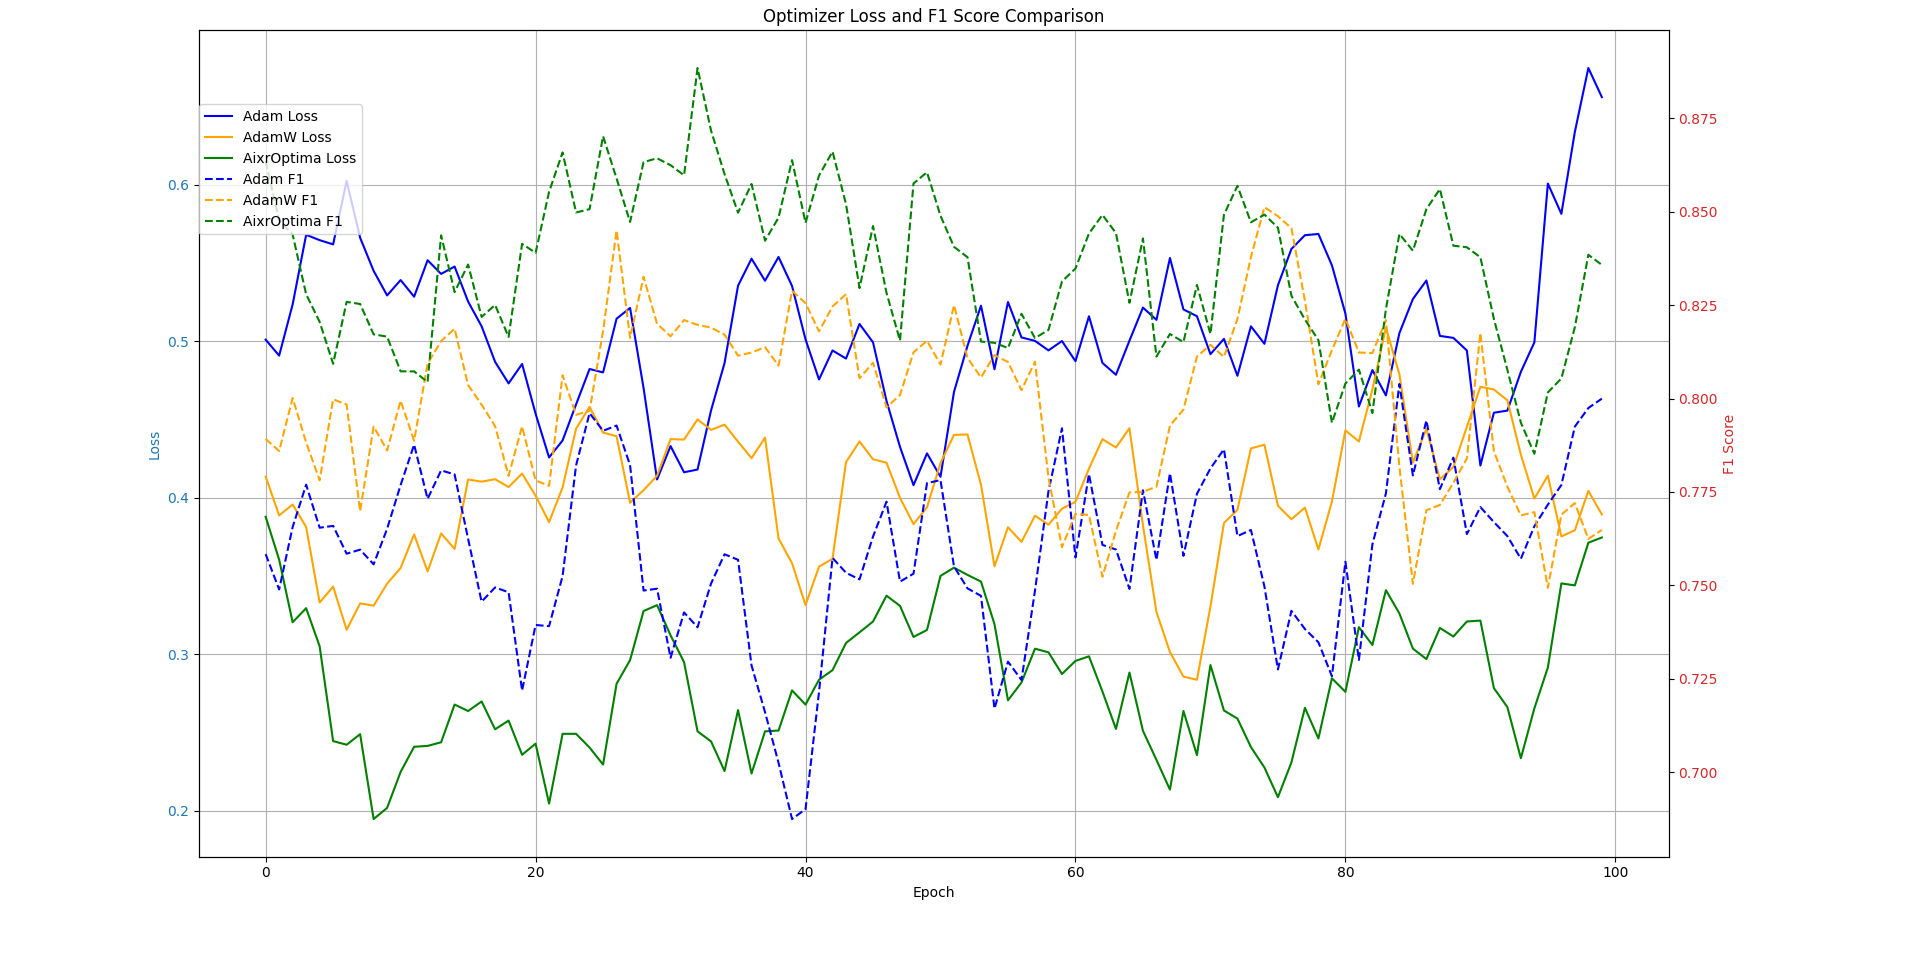 Optimizer Loss and F1 Score Comparison
Adam Loss
AdamW Loss
AixrOptima Loss
Adam F1
AdamW F1
AixrOptima F1
0.6
0.5
0.4
0.3
0.2
Loss
0.875
0.850
0.825
0.800
0.775
0.750
0.725
0.700
F1 Score
0 20 40 60 80 100
Epoch